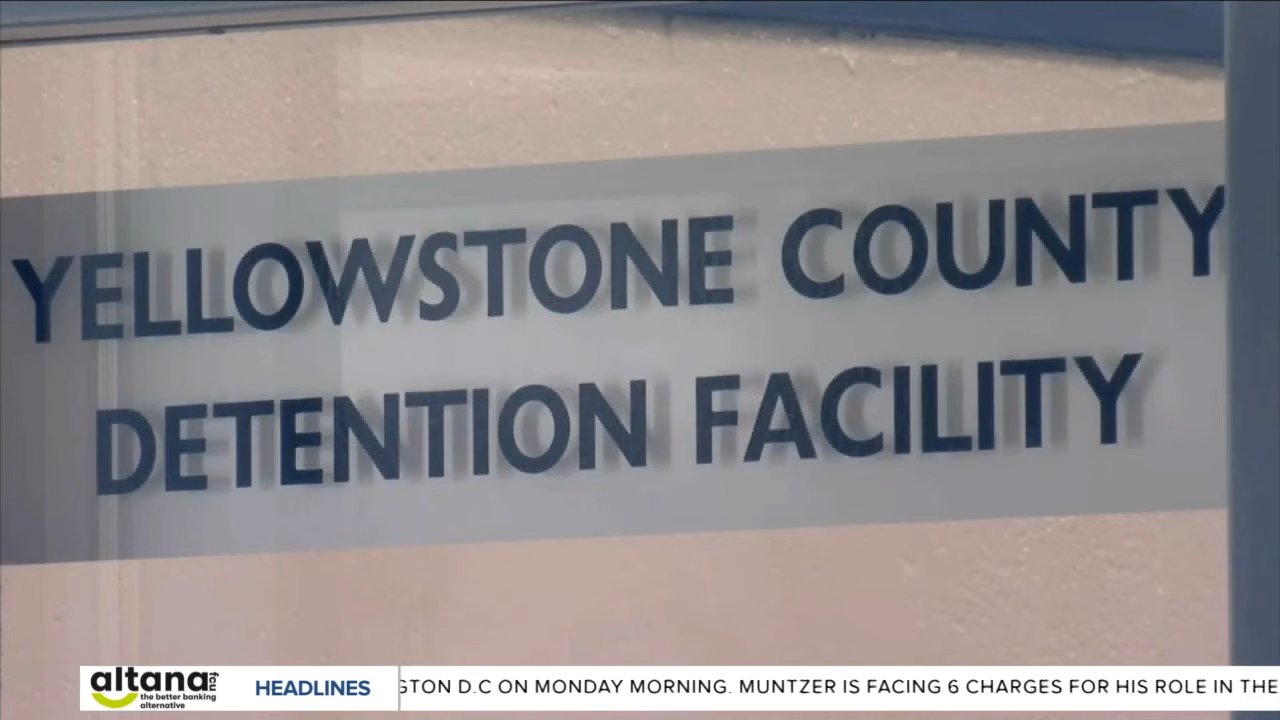 YELLOWSTONE COUNTY
DETENTION FACILITY
altana fcu
the better banking
alternative
HEADLINES
GTON D.C ON MONDAY MORNING. MUNTZER IS FACING 6 CHARGES FOR HIS ROLE IN THE